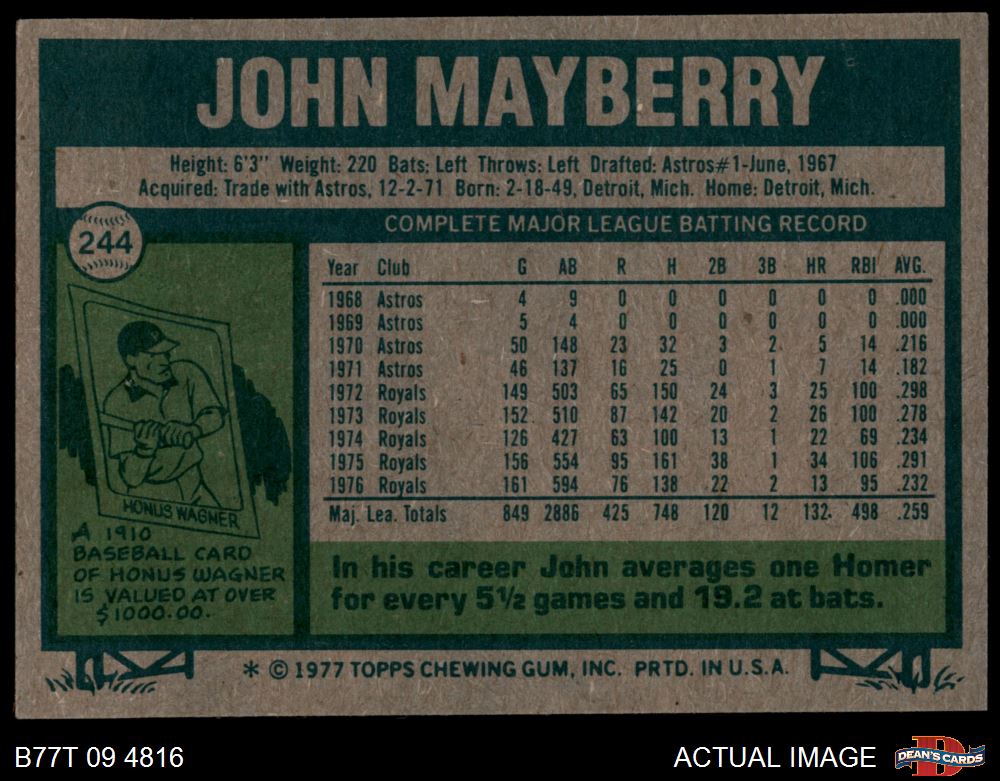 JOHN MAYBERRY
Height: 6'3" Weight: 220 Bats: Left Throws: Left Drafted: Astros#1-June, 1967
Acquired: Trade with Astros, 12-2-71 Born: 2-18-49, Detroit, Mich. Home: Detroit, Mich.
244
COMPLETE MAJOR LEAGUE BATTING RECORD
Year Club G AB R H 2B 3B HR RBI AVG.
1968 Astros 4 9 0 0 0 0 0 0 .000
1969 Astros 5 4 0 0 0 0 0 0 .000
1970 Astros 50 148 23 32 3 2 5 14 .216
1971 Astros 46 137 16 25 0 1 7 14 .182
1972 Royals 149 503 65 150 24 3 25 100 .298
1973 Royals 152 510 87 142 20 2 26 100 .278
1974 Royals 126 427 63 100 13 1 22 69 .234
1975 Royals 156 554 95 161 38 1 34 106 .291
1976 Royals 161 594 76 138 22 2 13 95 .232
Maj. Lea. Totals 849 2886 425 748 120 12 132 498 .259
HONUS WAGNER
A 1910
BASEBALL CARD
OF HONUS WAGNER
IS VALUED AT OVER
$1000.00.
In his career John averages one Homer
for every 5½ games and 19.2 at bats.
* © 1977 TOPPS CHEWING GUM, INC. PRTD. IN U.S.A.
B77T 09 4816
ACTUAL IMAGE
D
DEAN'S CARDS